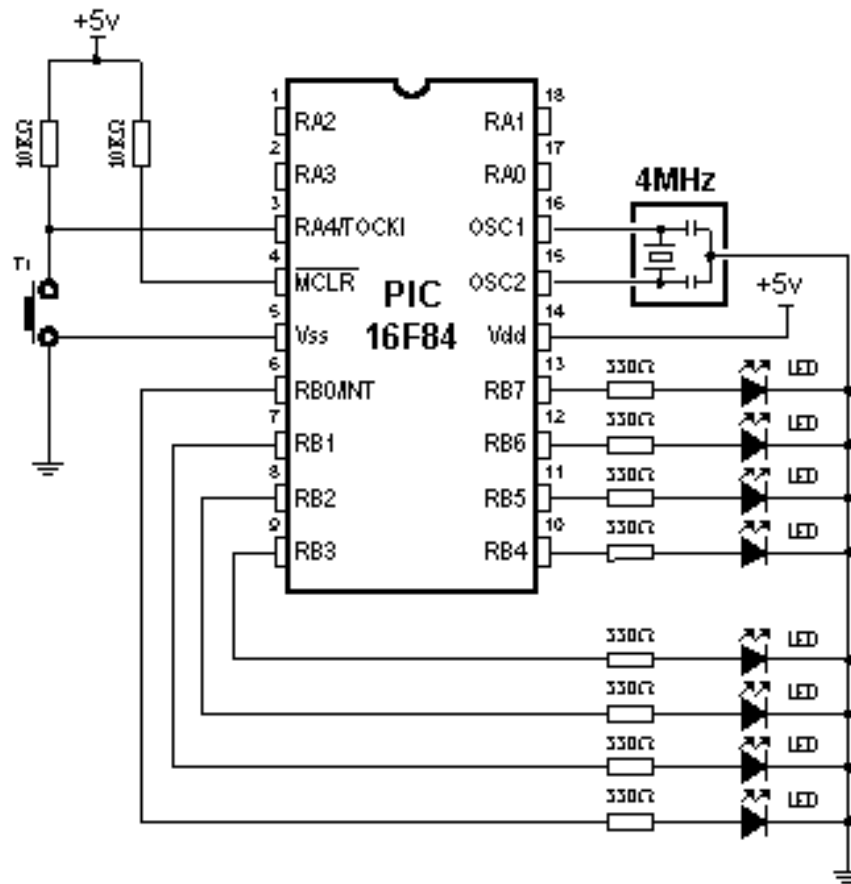 +5v
10KΩ
10KΩ
T1
1
RA2
2
RA3
3
RA4/TOCKI
4
MCLR
5
Vss
6
RB0/INT
7
RB1
8
RB2
9
RB3
PIC
16F84
18
RA1
17
RA0
16
OSC1
15
OSC2
14
Vdd
13
RB7
12
RB6
11
RB5
10
RB4
4MHz
+5v
330Ω
LED
330Ω
LED
330Ω
LED
330Ω
LED
330Ω
LED
330Ω
LED
330Ω
LED
330Ω
LED